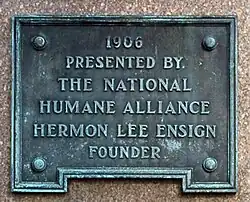 1906
PRESENTED BY.
THE NATIONAL
HUMANE ALLIANCE
HERMON LEE ENSIGN
FOUNDER